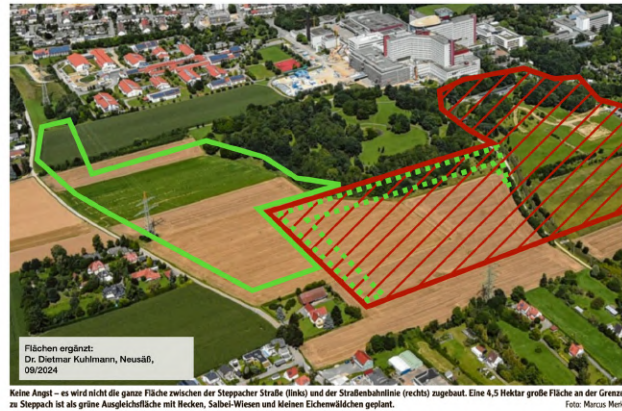 Flächen ergänzt:
Dr. Dietmar Kuhlmann, Neusäß,
09/2024
Keine Angst – es wird nicht die ganze Fläche zwischen der Steppacher Straße (links) und der Straßenbahnlinie (rechts) zugebaut. Eine 4,5 Hektar große Fläche an der Grenze
zu Steppach ist als grüne Ausgleichsfläche mit Hecken, Salbei-Wiesen und kleinen Eichenwäldchen geplant.
Foto: Marcus Merk